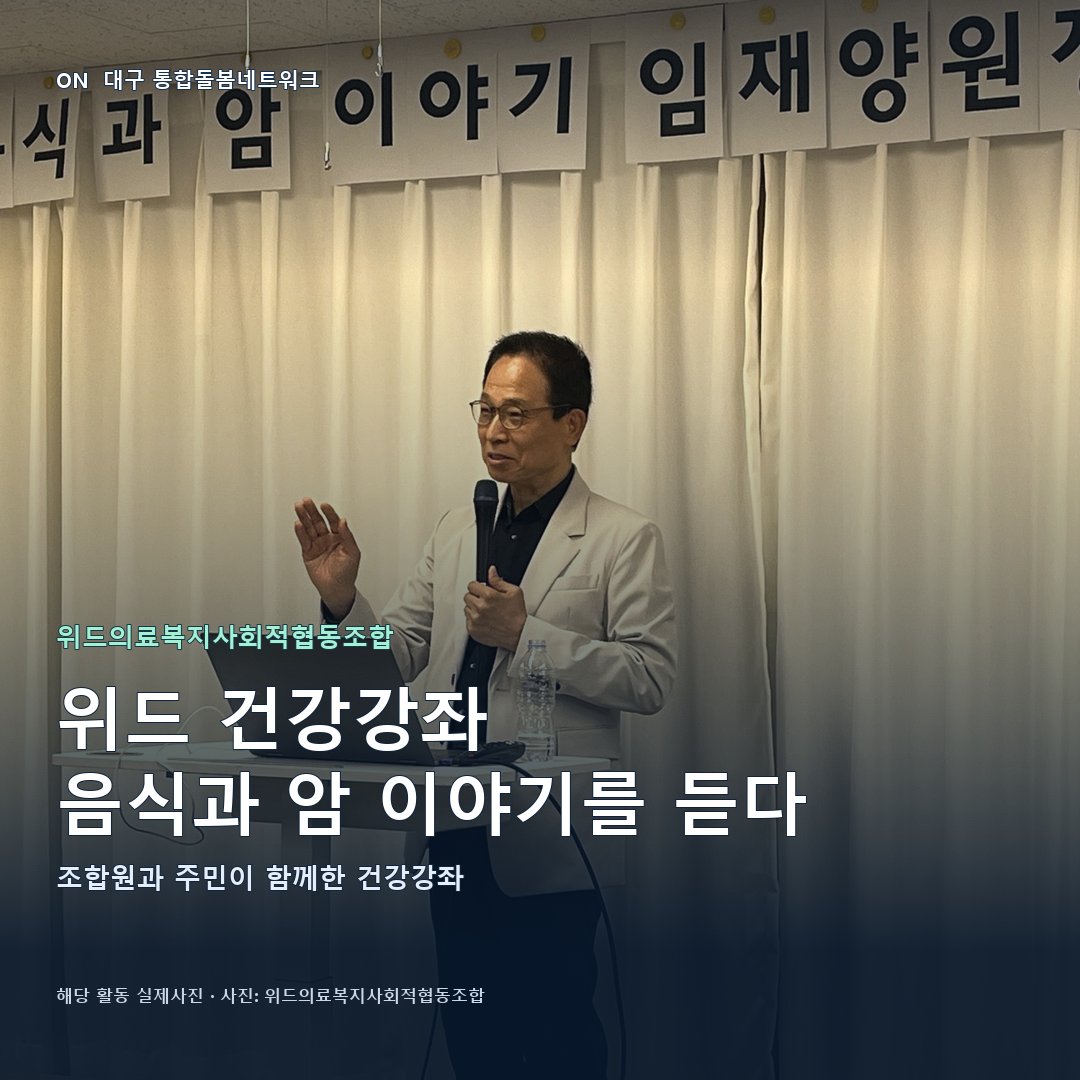 식과 암 이야기 임재양원
ON 대구 통합돌봄네트워크
위드의료복지사회적협동조합
위드 건강강좌
음식과 암 이야기를 듣다
조합원과 주민이 함께한 건강강좌
해당 활동 실제사진 · 사진: 위드의료복지사회적협동조합